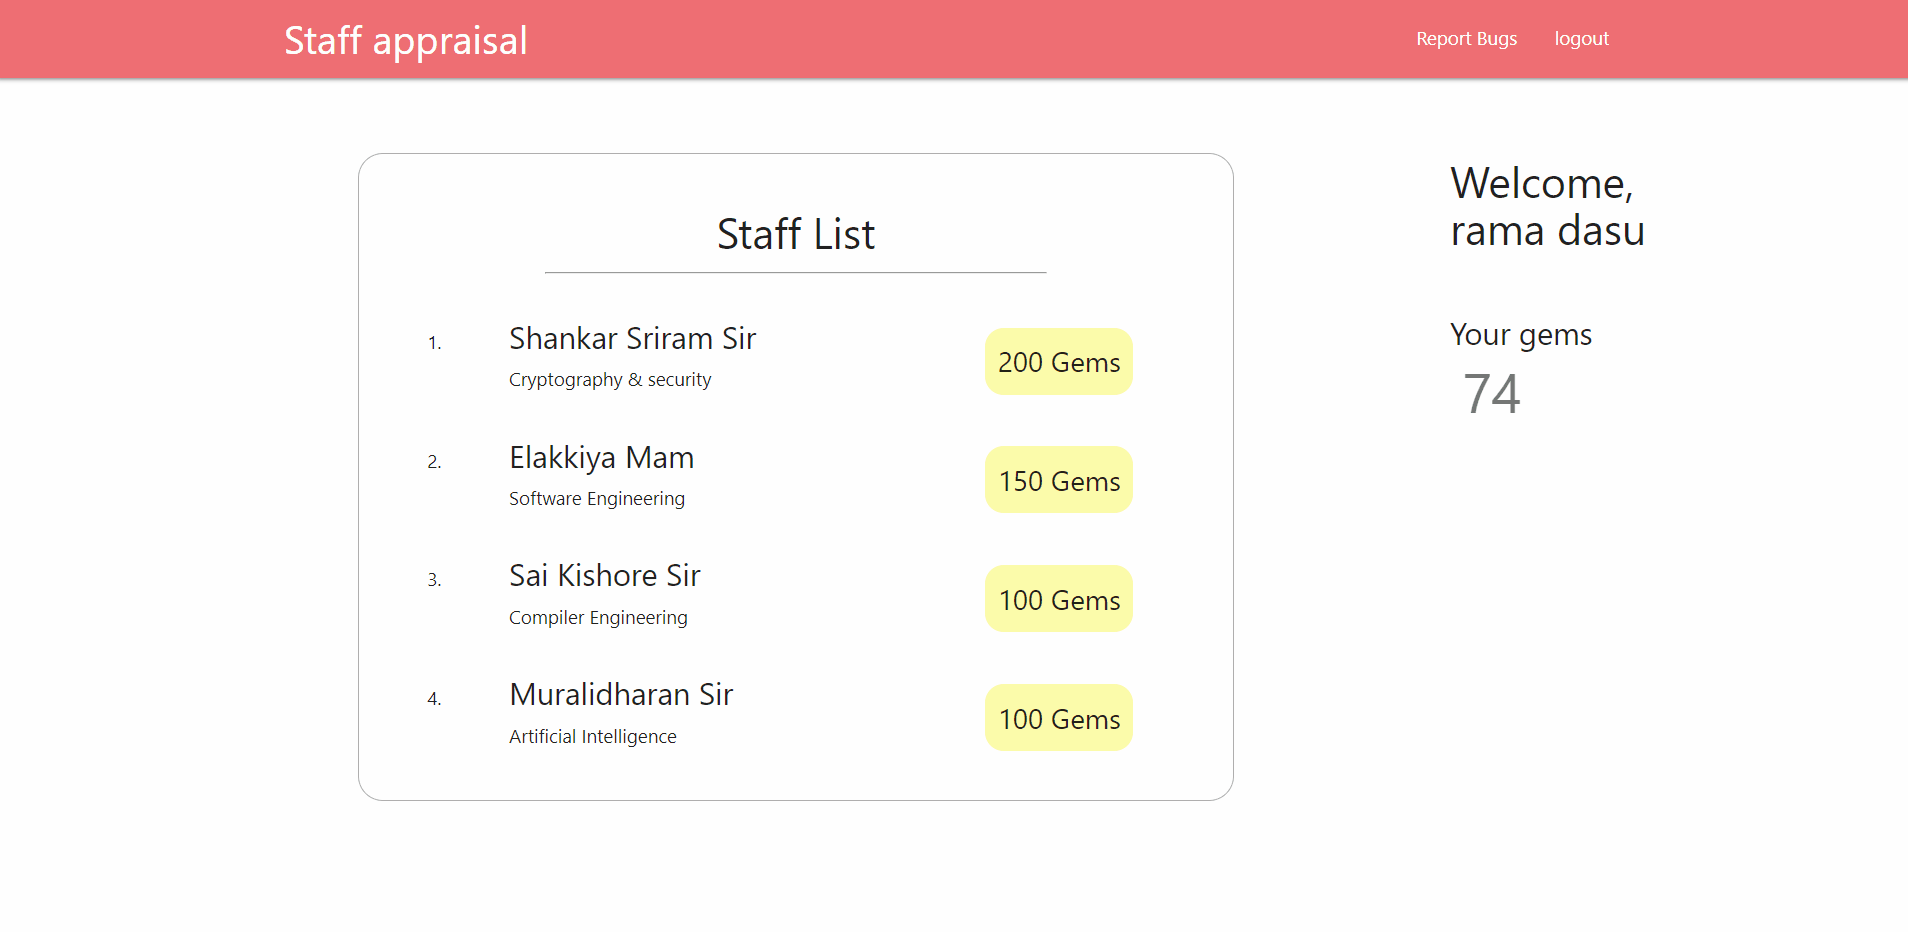 Staff appraisal
Report Bugs
logout
Staff List
1.
Shankar Sriram Sir
Cryptography & security
200 Gems
2.
Elakkiya Mam
Software Engineering
150 Gems
3.
Sai Kishore Sir
Compiler Engineering
100 Gems
4.
Muralidharan Sir
Artificial Intelligence
100 Gems
Welcome,
rama dasu
Your gems
74